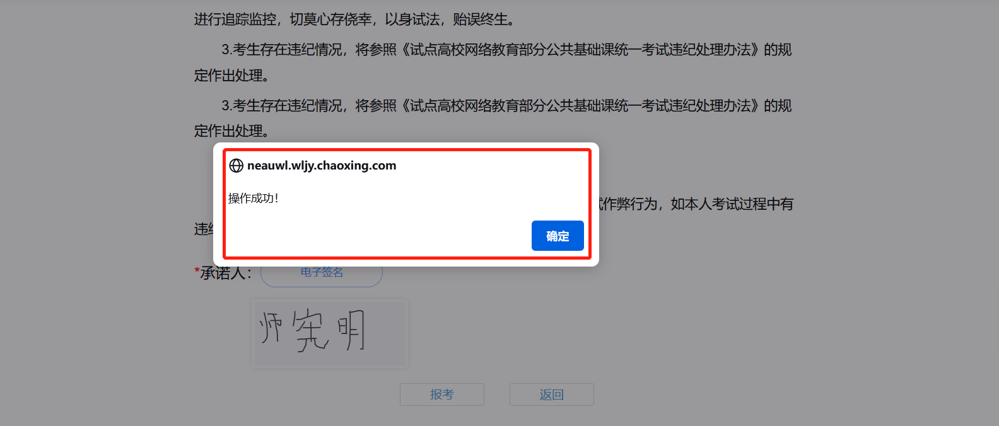 进行追踪监控，切莫心存侥幸，以身试法，贻误终生。
3.考生存在违纪情况，将参照《试点高校网络教育部分公共基础课统一考试违纪处理办法》的规
定作出处理。
3.考生存在违纪情况，将参照《试点高校网络教育部分公共基础课统一考试违纪处理办法》的规
定作出处理。
neauwl.wljy.chaoxing.com
操作成功！
作弊行为，如本人考试过程中有
违纪
确定
*承诺人：
电子签名
师宪明
报考
返回